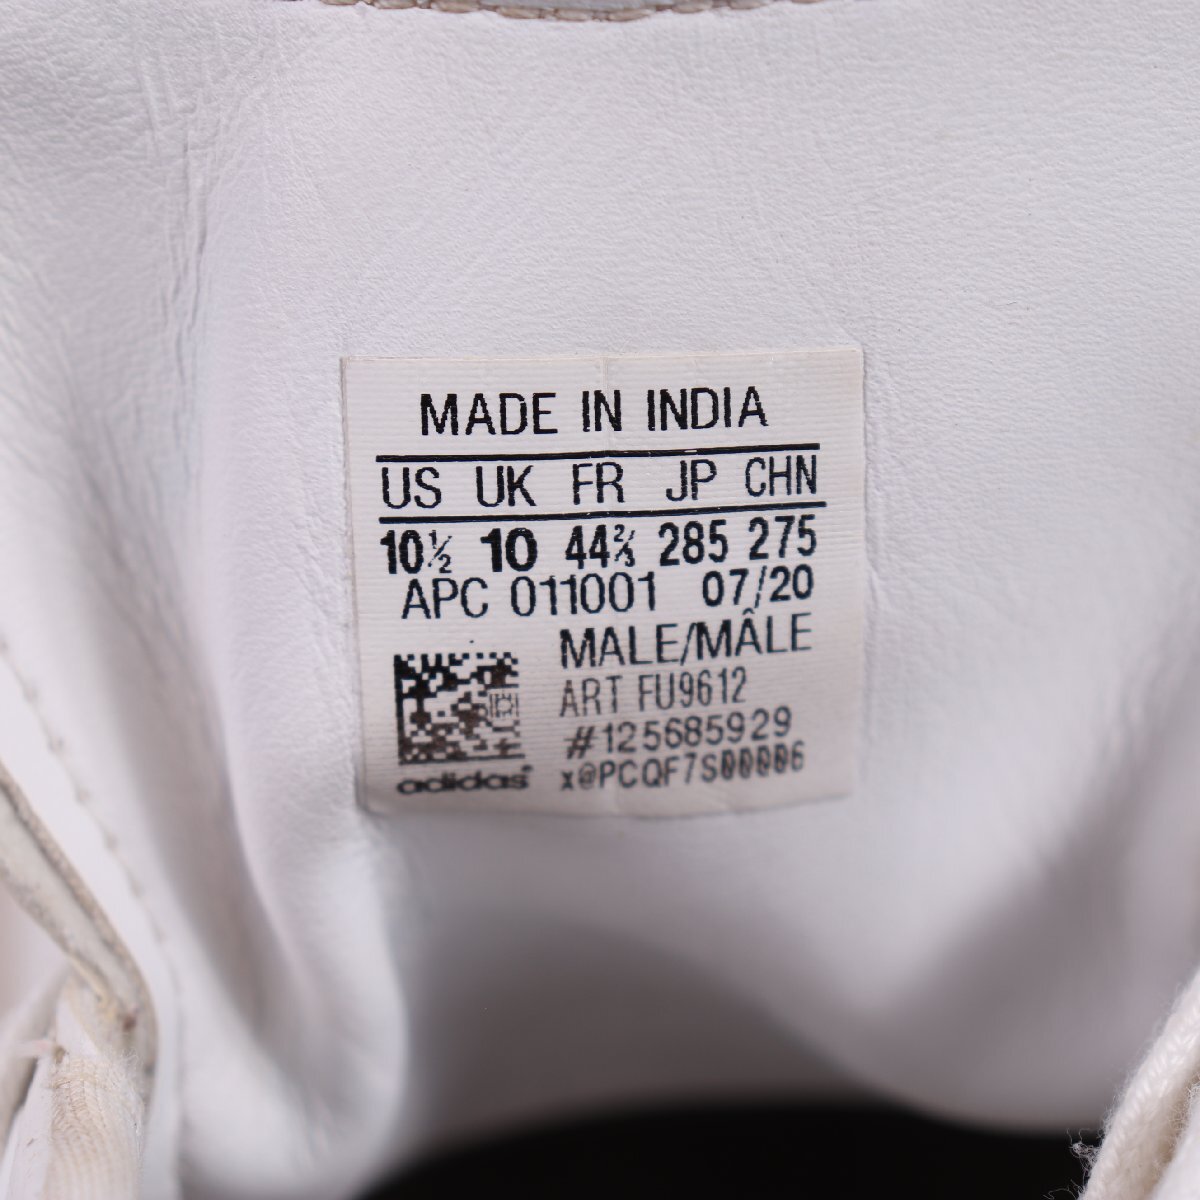 MADE IN INDIA
US UK FR JP CHN
10½ 10 44⅔ 285 275
APC 011001 07/20
MALE/MÂLE
ART FU9612
#125685929
x@PCQF7S00006
adidas